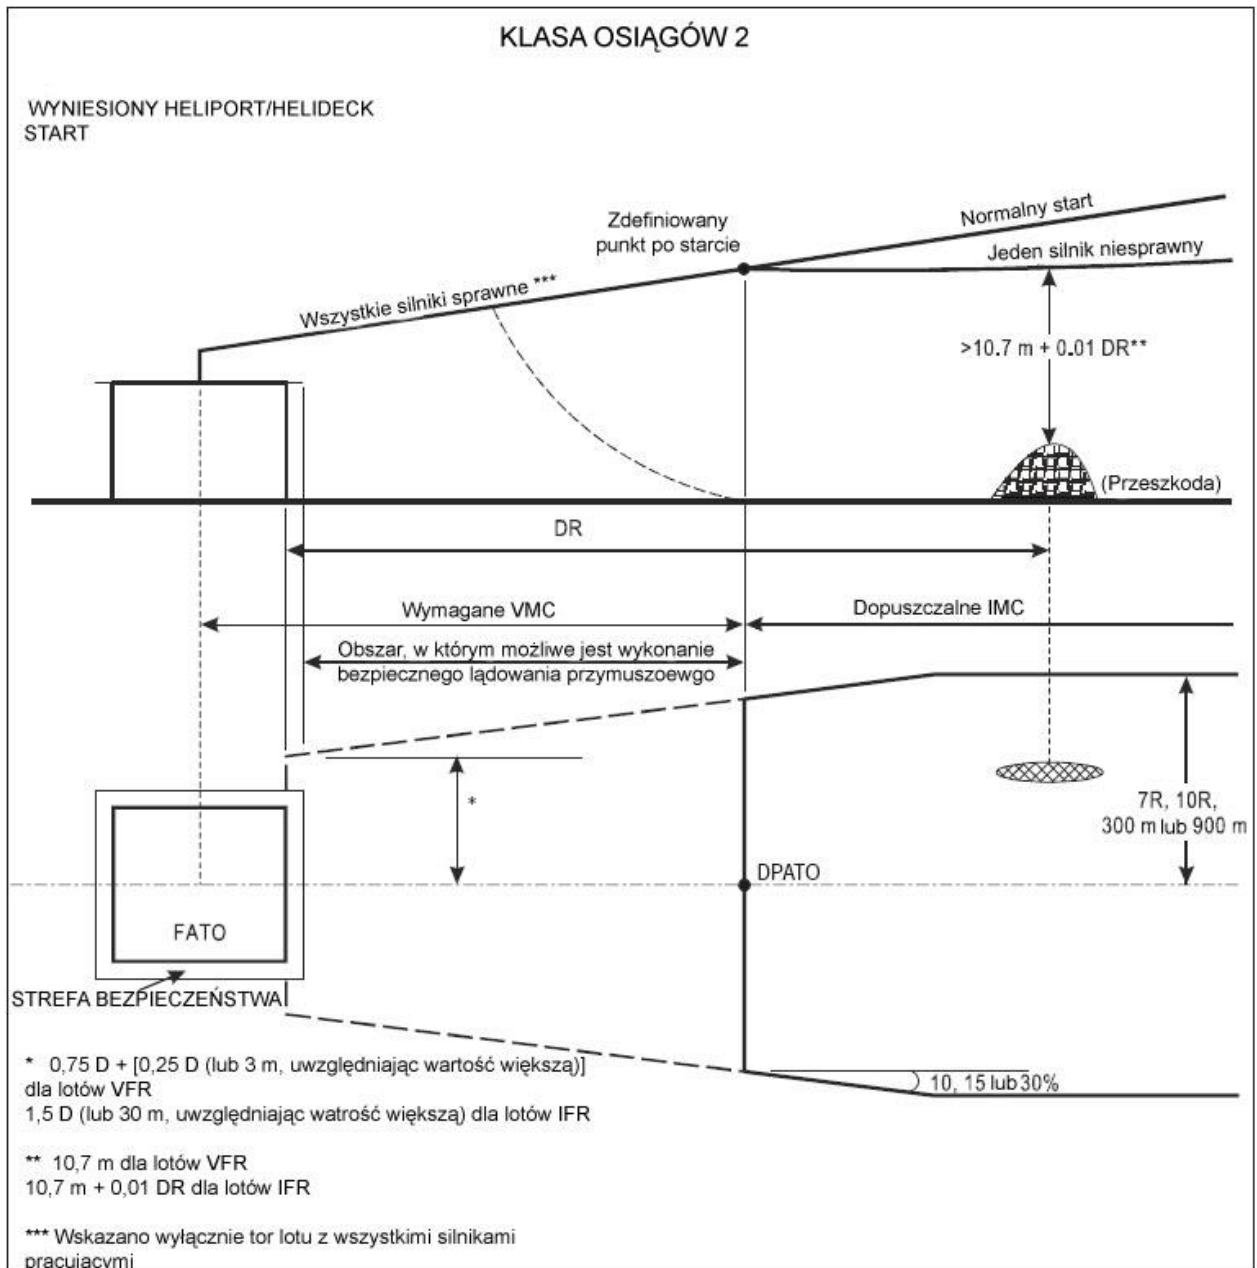 KLASA OSIĄGÓW 2
WYNIESIONY HELIPORT/HELIDECK
START
Zdefiniowany
punkt po starcie
Normalny start
Jeden silnik niesprawny
Wszystkie silniki sprawne ***
>10.7 m + 0.01 DR**
(Przeszkoda)
DR
Wymagane VMC
Dopuszczalne IMC
Obszar, w którym możliwe jest wykonanie
bezpiecznego lądowania przymuszoewgo
*
7R, 10R,
300 m lub 900 m
DPATO
FATO
STREFA BEZPIECZEŃSTWA
10, 15 lub 30%
* 0,75 D + [0,25 D (lub 3 m, uwzględniając wartość większą)]
dla lotów VFR
1,5 D (lub 30 m, uwzględniając watrość większą) dla lotów IFR
** 10,7 m dla lotów VFR
10,7 m + 0,01 DR dla lotów IFR
*** Wskazano wyłącznie tor lotu z wszystkimi silnikami
pracującymi